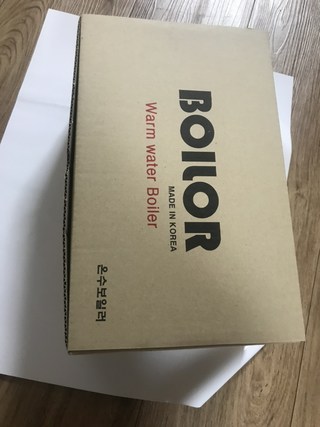 BOILOR
MADE IN KOREA
Warm water Boiler
온수보일러